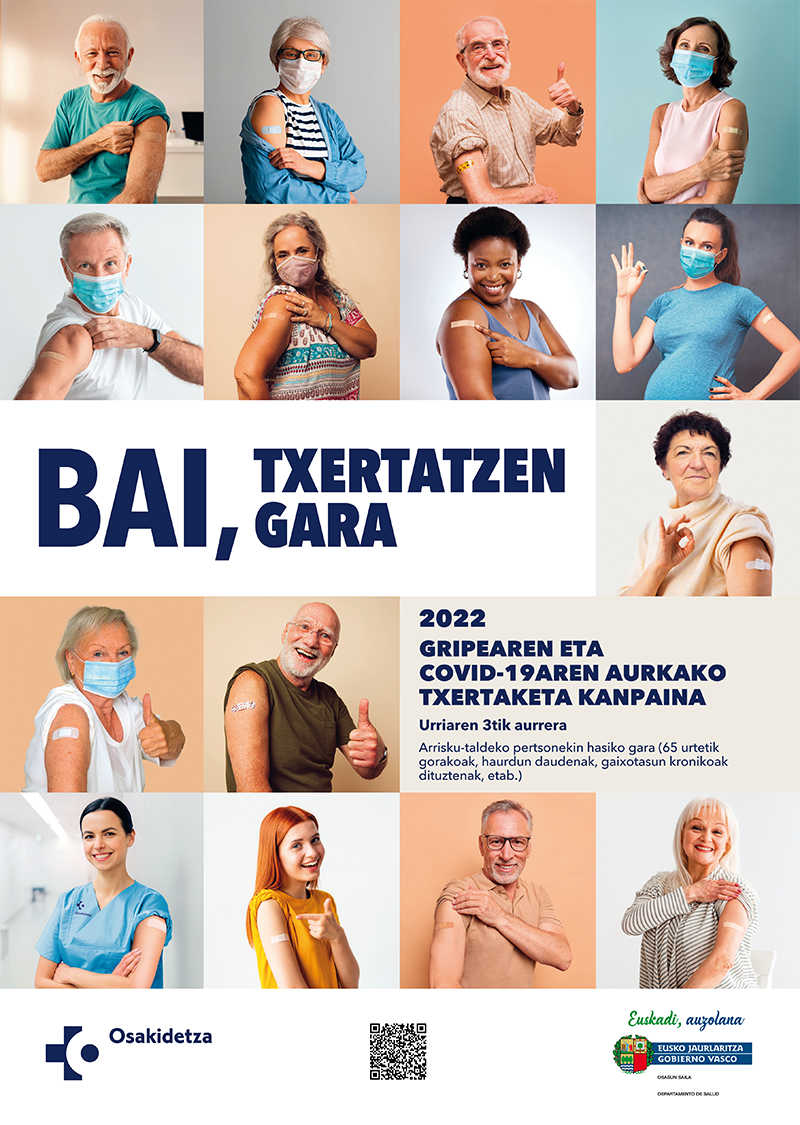 BAI, TXERTATZEN
GARA
2022
GRIPEAREN ETA
COVID-19AREN AURKAKO
TXERTAKETA KANPAINA
Urriaren 3tik aurrera
Arrisku-taldeko pertsonekin hasiko gara (65 urtetik
gorakoak, haurdun daudenak, gaixotasun kronikoak
dituztenak, etab.)
Osakidetza
Osakidetza
Euskadi, auzolana
EUSKO JAURLARITZA
GOBIERNO VASCO
OSASUN SAILA
DEPARTAMENTO DE SALUD